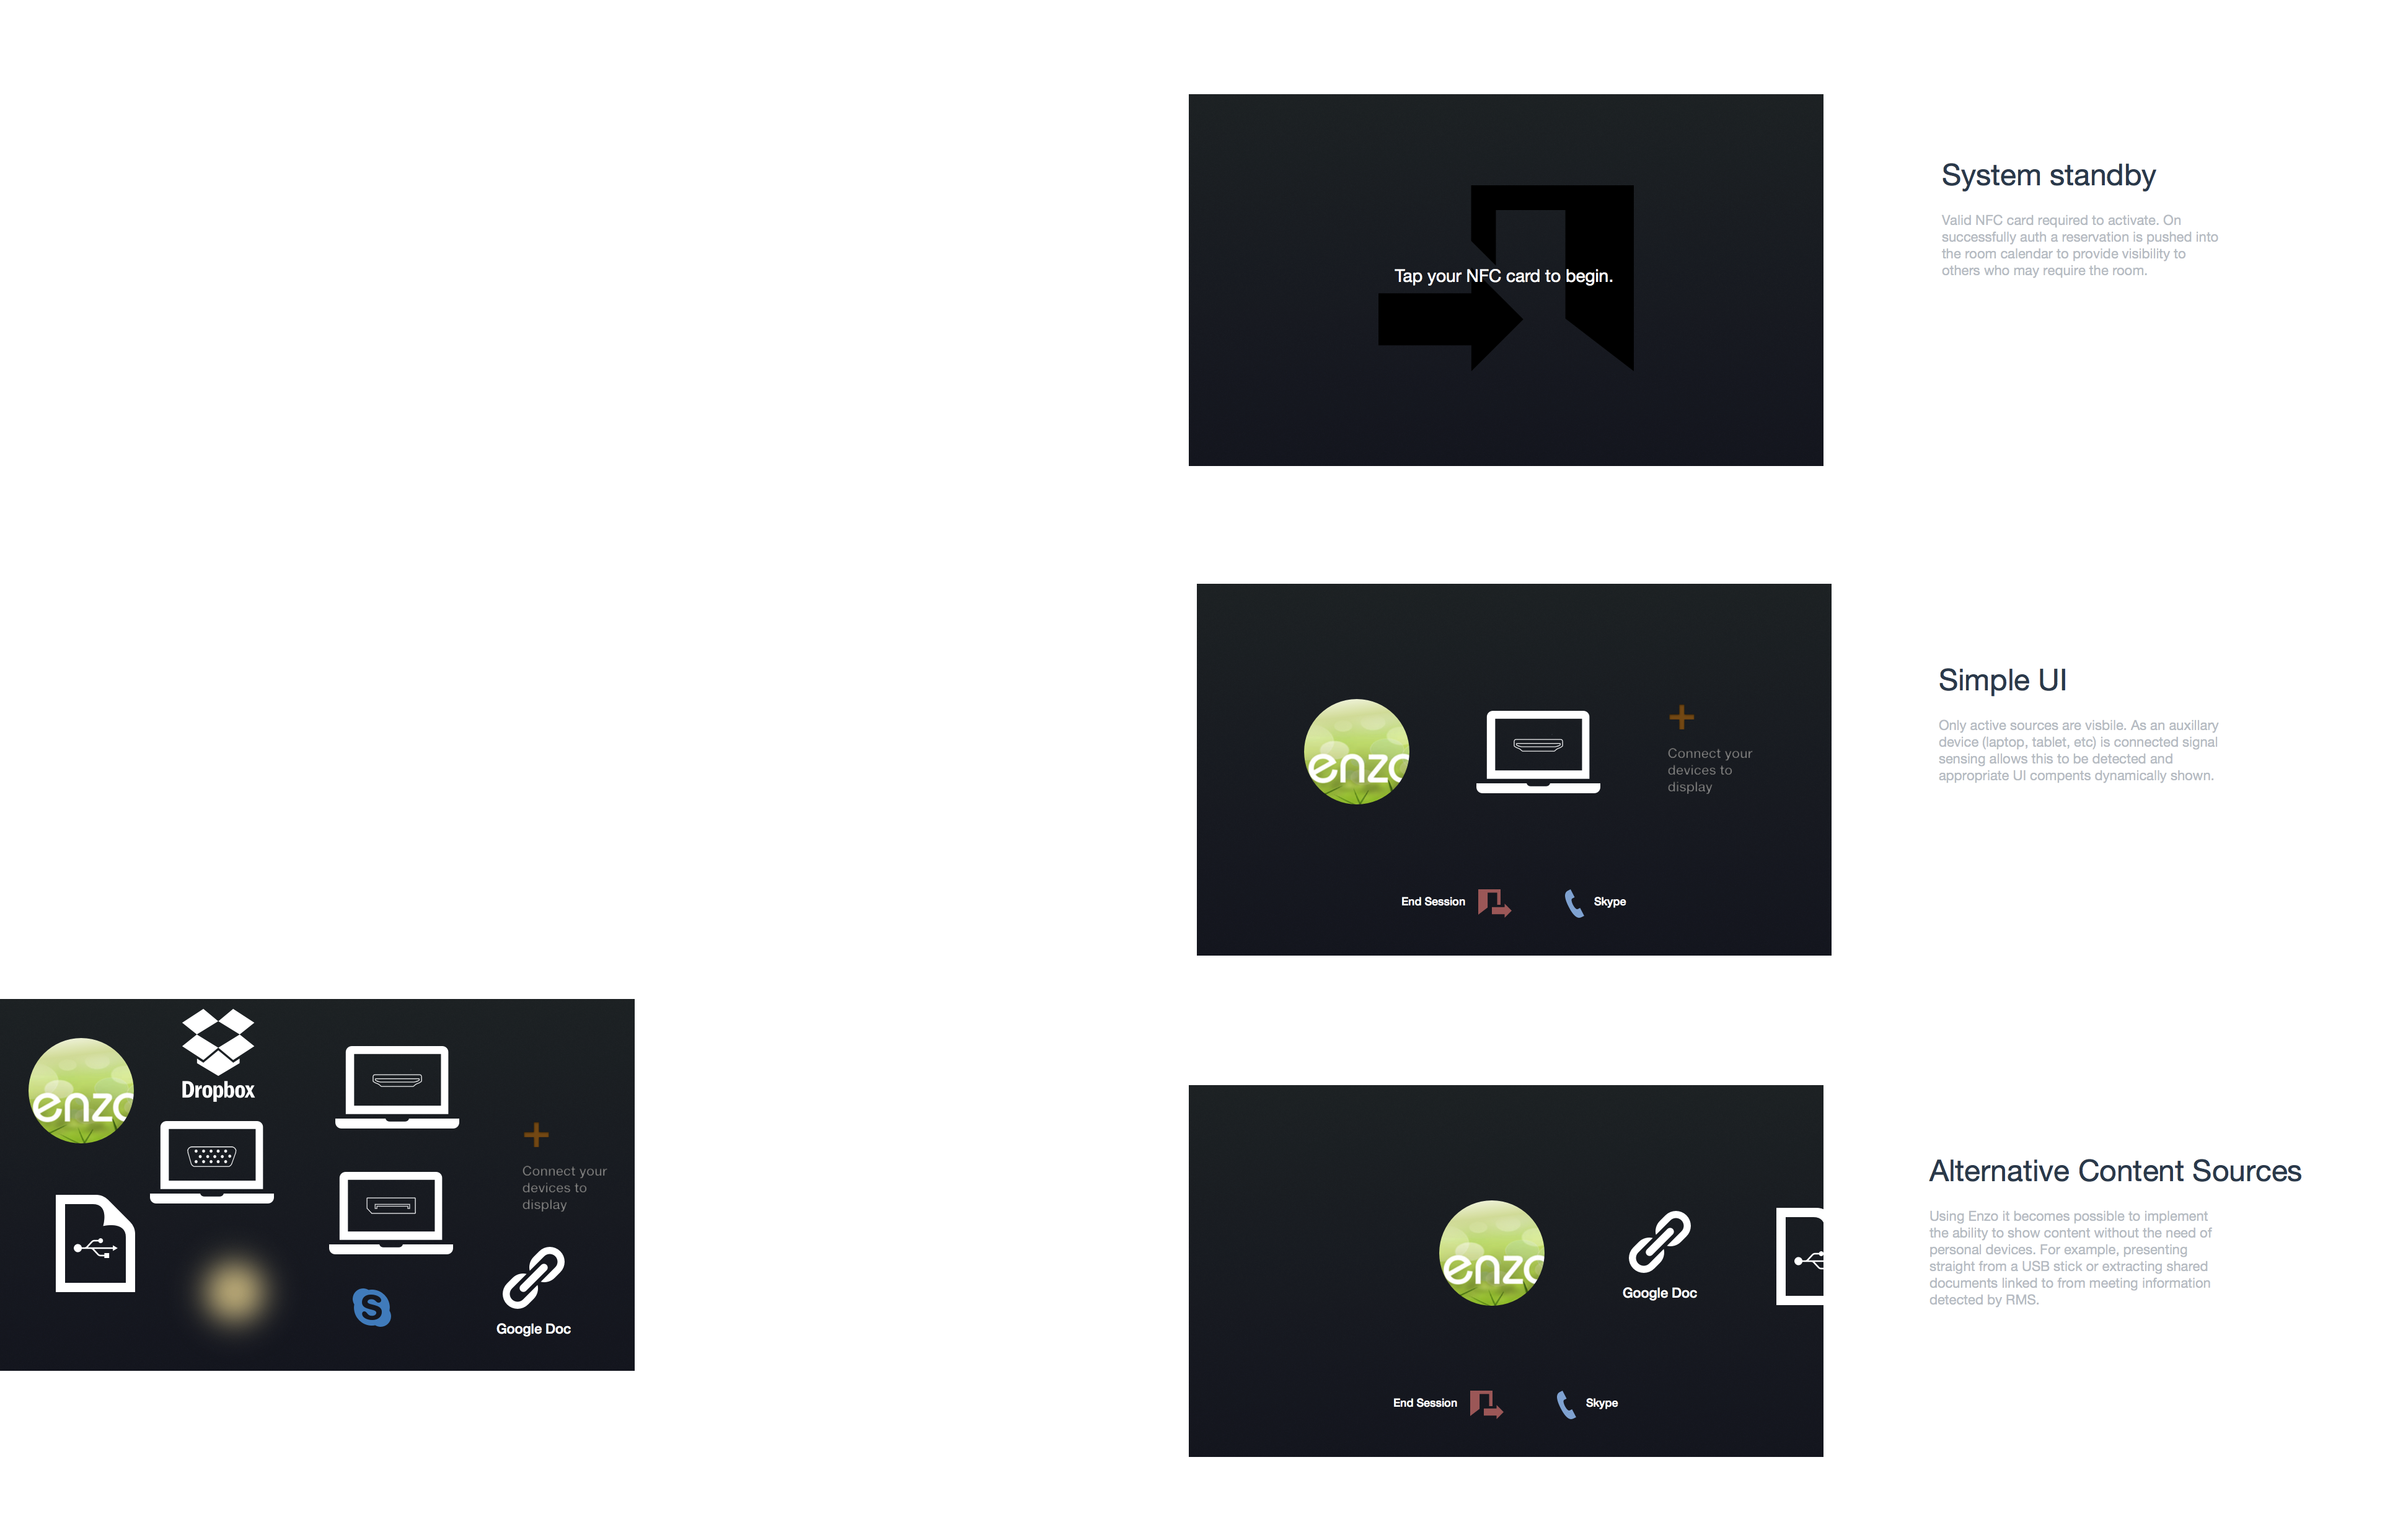 Tap your NFC card to begin.
System standby
Valid NFC card required to activate. On
successfully auth a reservation is pushed into
the room calendar to provide visibility to
others who may require the room.
enzo
Connect your
devices to
display
End Session
Skype
Simple UI
Only active sources are visbile. As an auxillary
device (laptop, tablet, etc) is connected signal
sensing allows this to be detected and
appropriate UI compents dynamically shown.
Dropbox
enzo
Connect your
devices to
display
S
Google Doc
enzo
Google Doc
End Session
Skype
Alternative Content Sources
Using Enzo it becomes possible to implement
the ability to show content without the need of
personal devices. For example, presenting
straight from a USB stick or extracting shared
documents linked to from meeting information
detected by RMS.